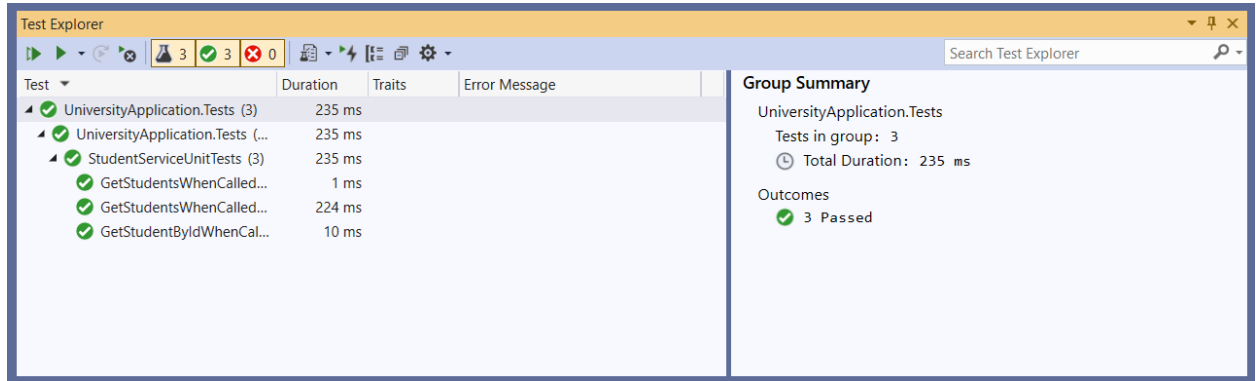 Test Explorer
3 3 0
Search Test Explorer
Test Duration Traits Error Message
UniversityApplication.Tests (3) 235 ms
UniversityApplication.Tests (... 235 ms
StudentServiceUnitTests (3) 235 ms
GetStudentsWhenCalled... 1 ms
GetStudentsWhenCalled... 224 ms
GetStudentByIdWhenCal... 10 ms
Group Summary
UniversityApplication.Tests
Tests in group: 3
Total Duration: 235 ms
Outcomes
3 Passed